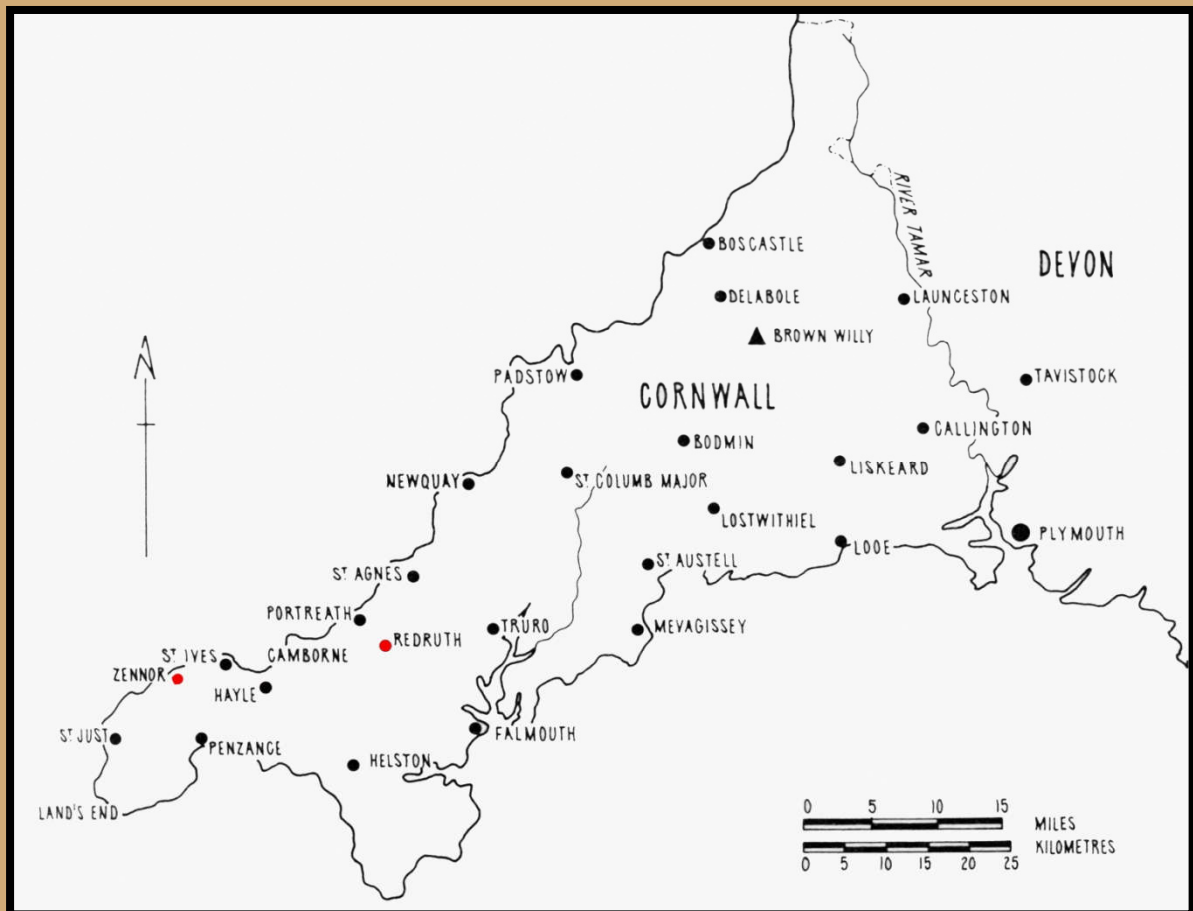 RIVER TAMAR
BOSCASTLE
DEVON
DELABOLE
LAUNCESTON
BROWN WILLY
N
PADSTOW
TAVISTOCK
CORNWALL
CALLINGTON
BODMIN
LISKEARD
NEWQUAY
ST. COLUMB MAJOR
LOSTWITHIEL
PLYMOUTH
LOOE
ST. AUSTELL
ST. AGNES
PORTREATH
TRURO
MEVAGISSEY
REDRUTH
CAMBORNE
ST. IVES
ZENNOR
HAYLE
FALMOUTH
ST. JUST
PENZANCE
HELSTON
LAND'S END
0 5 10 15
MILES
KILOMETRES
0 5 10 15 20 25